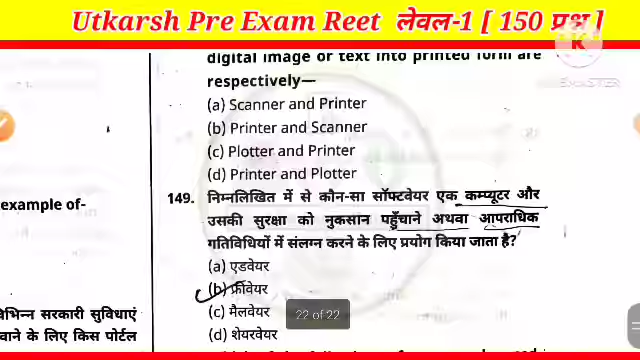 Utkarsh Pre Exam Reet लेवल-1 [ 150 प्रश्न ]
digital image or text into printed form are
respectively—
(a) Scanner and Printer
(b) Printer and Scanner
(c) Plotter and Printer
(d) Printer and Plotter
example of-
149. निम्नलिखित में से कौन-सा सॉफ्टवेयर एक कम्प्यूटर और
उसकी सुरक्षा को नुकसान पहुँचाने अथवा आपराधिक
गतिविधियों में संलग्न करने के लिए प्रयोग किया जाता है?
(a) एडवेयर
(b) फ्रीवेयर
(c) मैलवेयर
(d) शेयरवेयर
विभिन्न सरकारी सुविधाएं
वाने के लिए किस पोर्टल
22 of 22